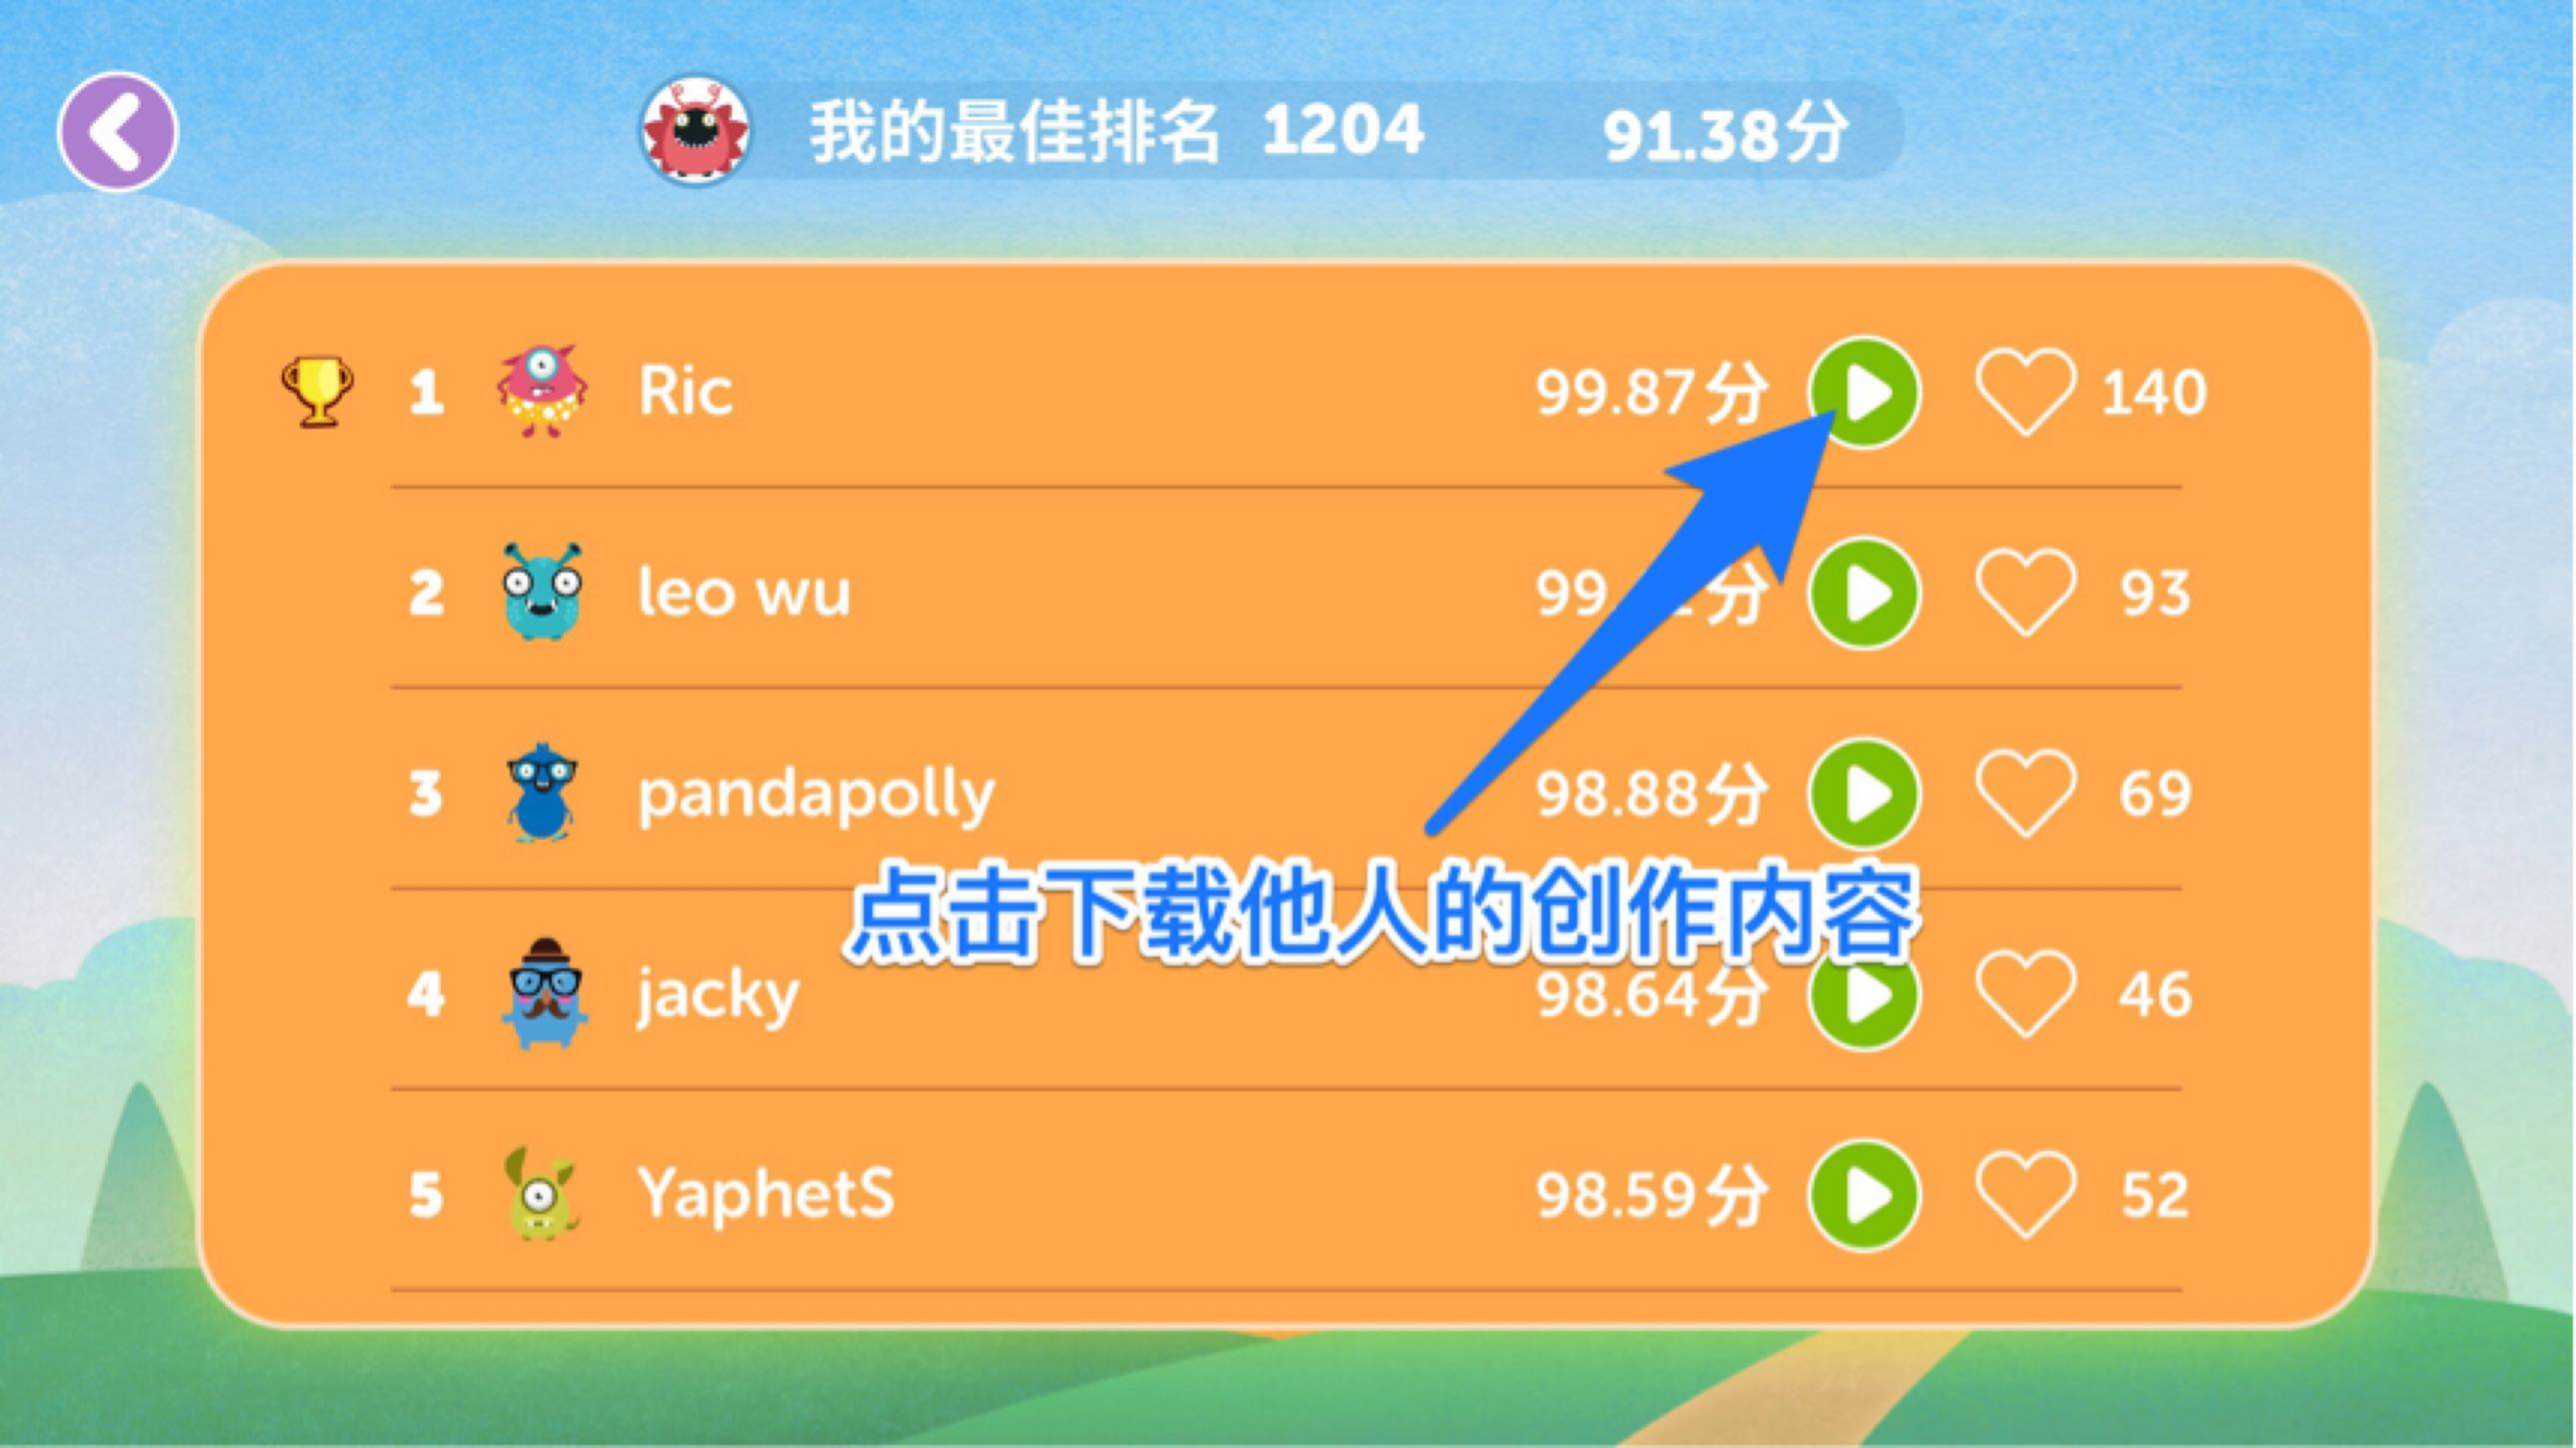 我的最佳排名 1204 91.38分
1 Ric 99.87分 140
2 leo wu 分 93
3 pandapolly 98.88分 69
点击下载他人的创作内容
4 jacky 98.64分 46
5 YaphetS 98.59分 52